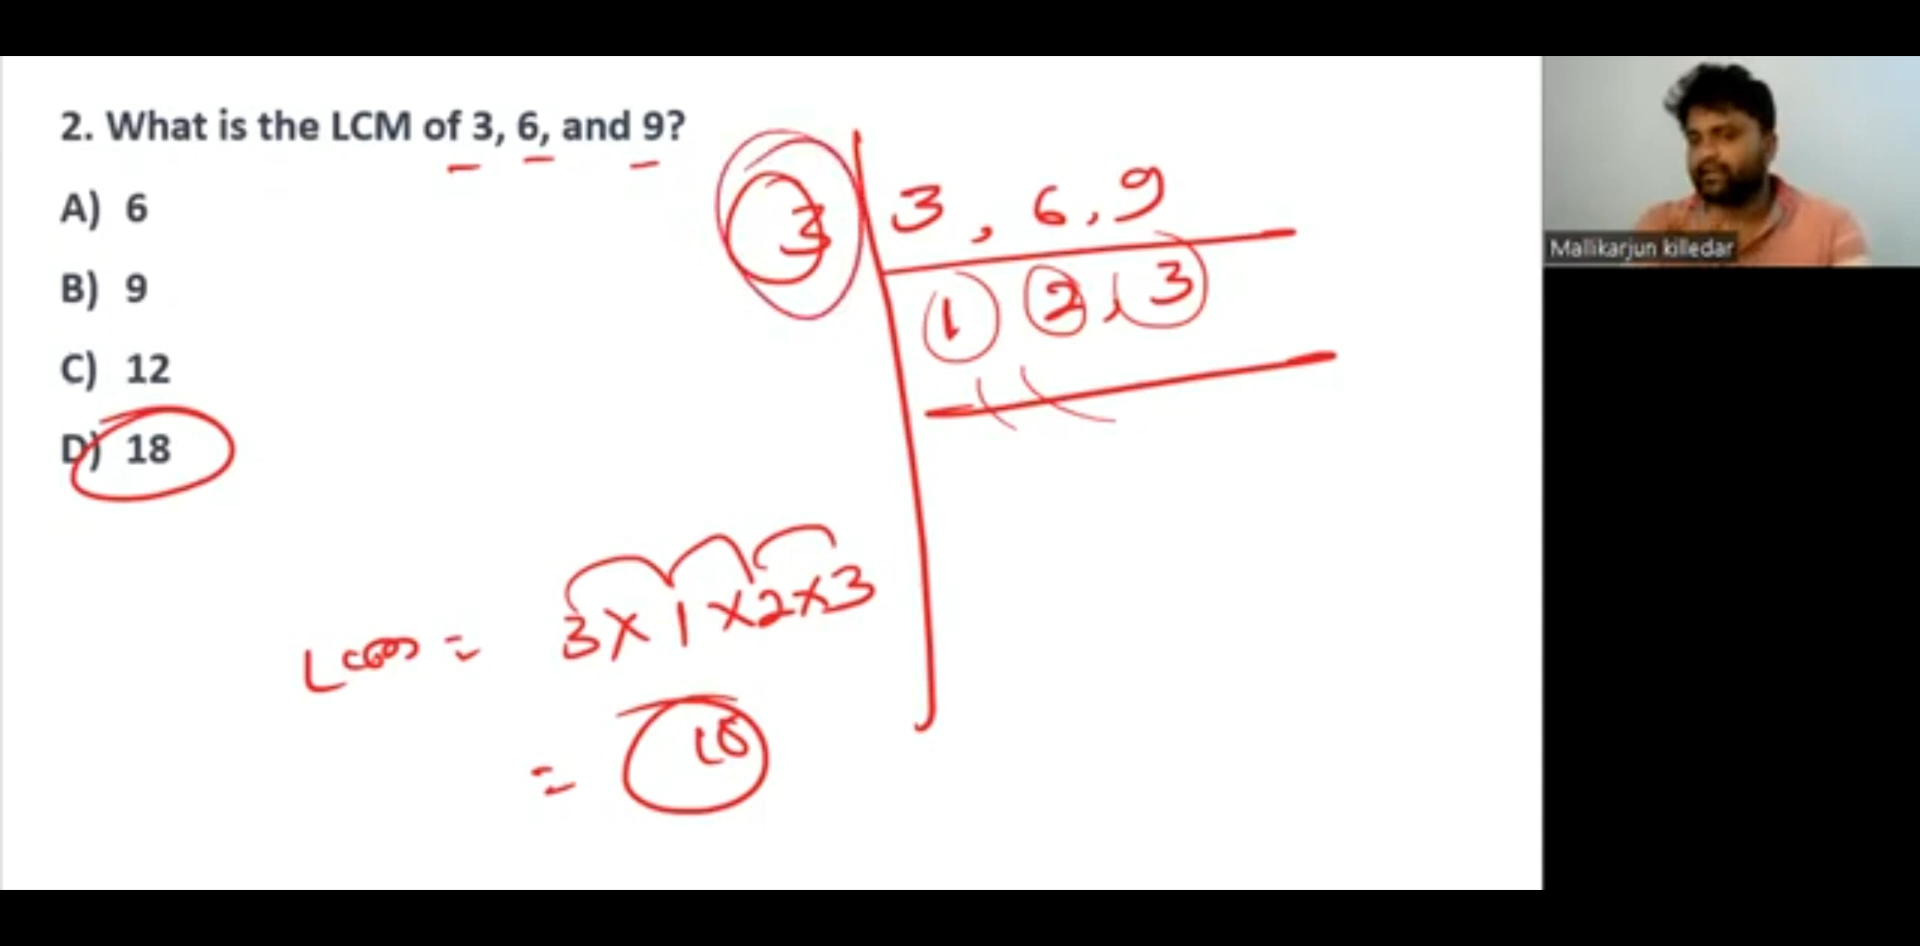 2. What is the LCM of 3, 6, and 9?
A) 6
B) 9
C) 12
D) 18
3 3, 6, 9
1 2, 3
Lcm = 3 x 1 x 2 x 3
= 18
Mallikarjun killedar